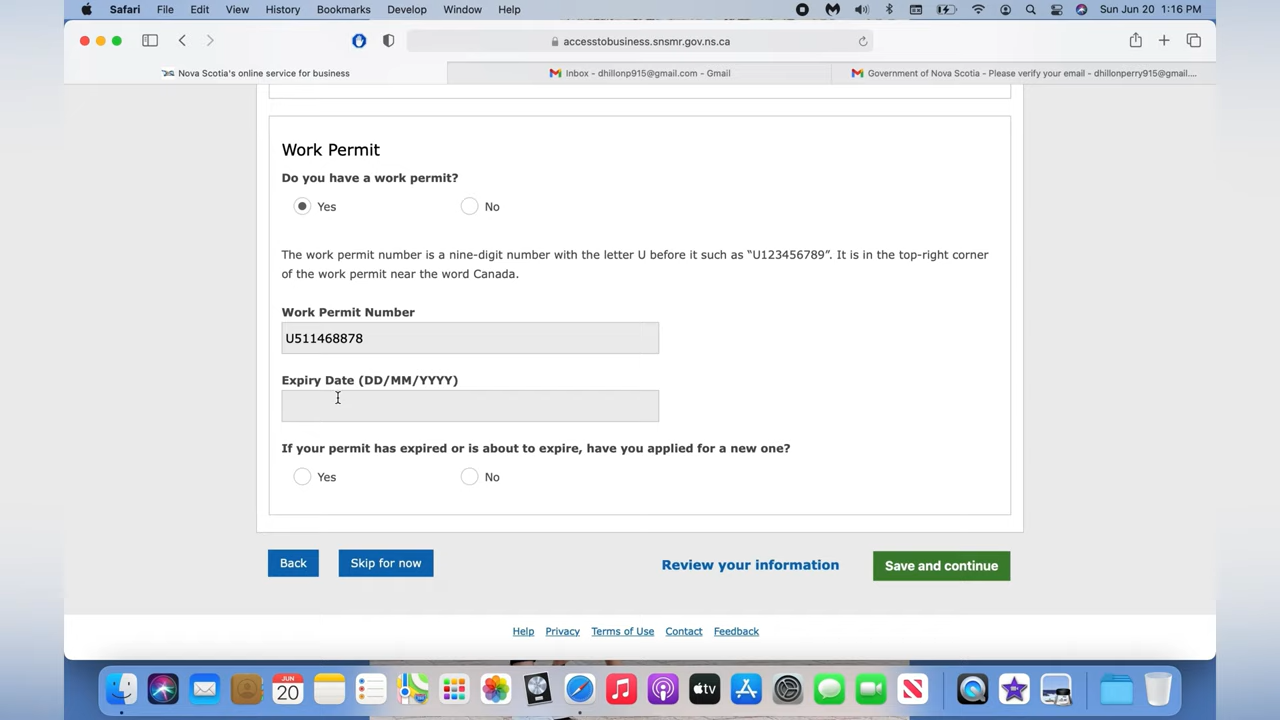 Safari File Edit View History Bookmarks Develop Window Help Sun Jun 20 1:16 PM
accesstobusiness.snsmr.gov.ns.ca
Nova Scotia's online service for business Inbox - dhillonp915@gmail.com - Gmail Government of Nova Scotia - Please verify your email - dhillonperry915@gmail....
Work Permit
Do you have a work permit?
Yes No
The work permit number is a nine-digit number with the letter U before it such as “U123456789”. It is in the top-right corner
of the work permit near the word Canada.
Work Permit Number
U511468878
Expiry Date (DD/MM/YYYY)
If your permit has expired or is about to expire, have you applied for a new one?
Yes No
Back Skip for now Review your information Save and continue
Help Privacy Terms of Use Contact Feedback
JUN
20
tv